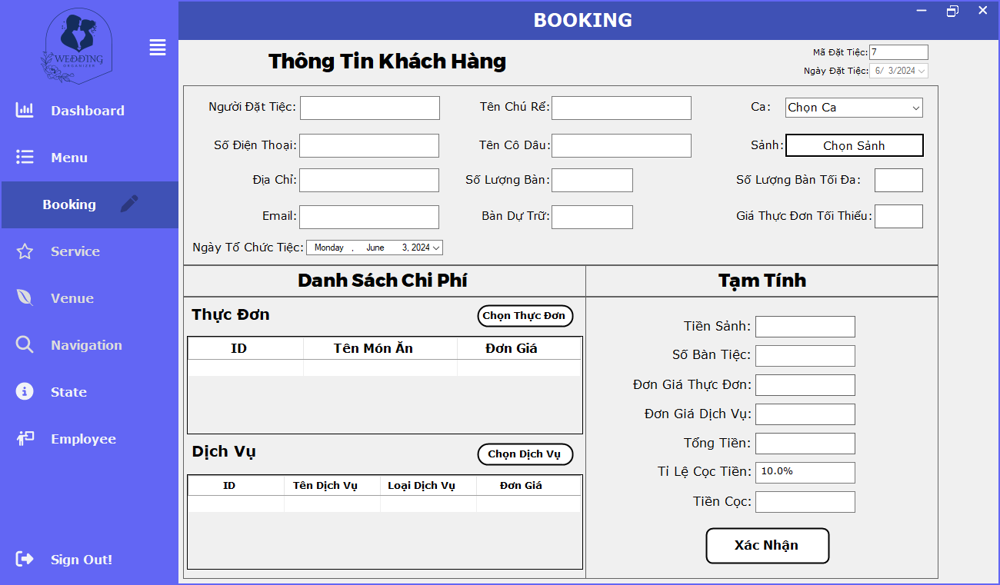 BOOKING
WEDDING
ORGANIZER
Dashboard
Menu
Booking
Service
Venue
Navigation
State
Employee
Sign Out!
Thông Tin Khách Hàng
Mã Đặt Tiệc: 7
Ngày Đặt Tiệc: 6/ 3/2024
Người Đặt Tiệc: Tên Chú Rể: Ca: Chọn Ca
Số Điện Thoại: Tên Cô Dâu: Sảnh: Chọn Sảnh
Địa Chỉ: Số Lượng Bàn: Số Lượng Bàn Tối Đa:
Email: Bàn Dự Trữ: Giá Thực Đơn Tối Thiểu:
Ngày Tổ Chức Tiệc: Monday , June 3, 2024
Danh Sách Chi Phí
Thực Đơn Chọn Thực Đơn
ID Tên Món Ăn Đơn Giá
Dịch Vụ Chọn Dịch Vụ
ID Tên Dịch Vụ Loại Dịch Vụ Đơn Giá
Tạm Tính
Tiền Sảnh:
Số Bàn Tiệc:
Đơn Giá Thực Đơn:
Đơn Giá Dịch Vụ:
Tổng Tiền:
Tỉ Lệ Cọc Tiền: 10.0%
Tiền Cọc:
Xác Nhận